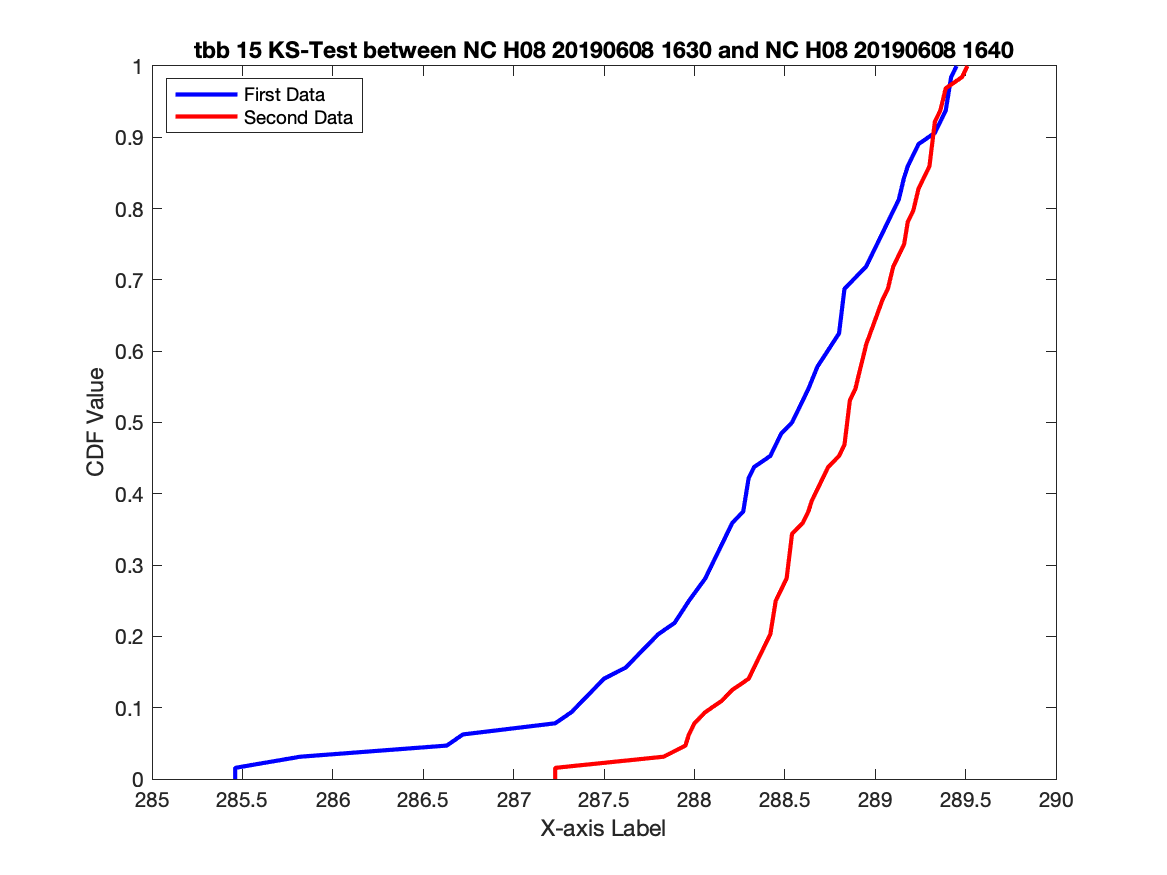 tbb 15 KS-Test between NC H08 20190608 1630 and NC H08 20190608 1640
First Data
Second Data
1
0.9
0.8
0.7
0.6
0.5
0.4
0.3
0.2
0.1
0
CDF Value
285 285.5 286 286.5 287 287.5 288 288.5 289 289.5 290
X-axis Label